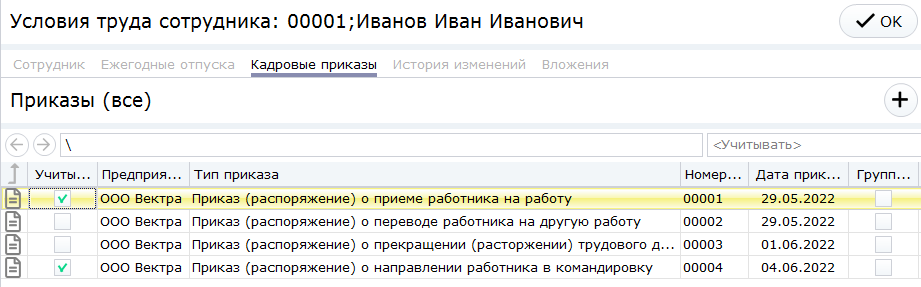 Условия труда сотрудника: 00001;Иванов Иван Иванович
OK
Сотрудник Ежегодные отпуска Кадровые приказы История изменений Вложения
Приказы (все)
\ <Учитывать>
Учиты... Предприя... Тип приказа Номер... Дата прик... Групп...
ООО Вектра Приказ (распоряжение) о приеме работника на работу 00001 29.05.2022
ООО Вектра Приказ (распоряжение) о переводе работника на другую работу 00002 29.05.2022
ООО Вектра Приказ (распоряжение) о прекращении (расторжении) трудового д... 00003 01.06.2022
ООО Вектра Приказ (распоряжение) о направлении работника в командировку 00004 04.06.2022